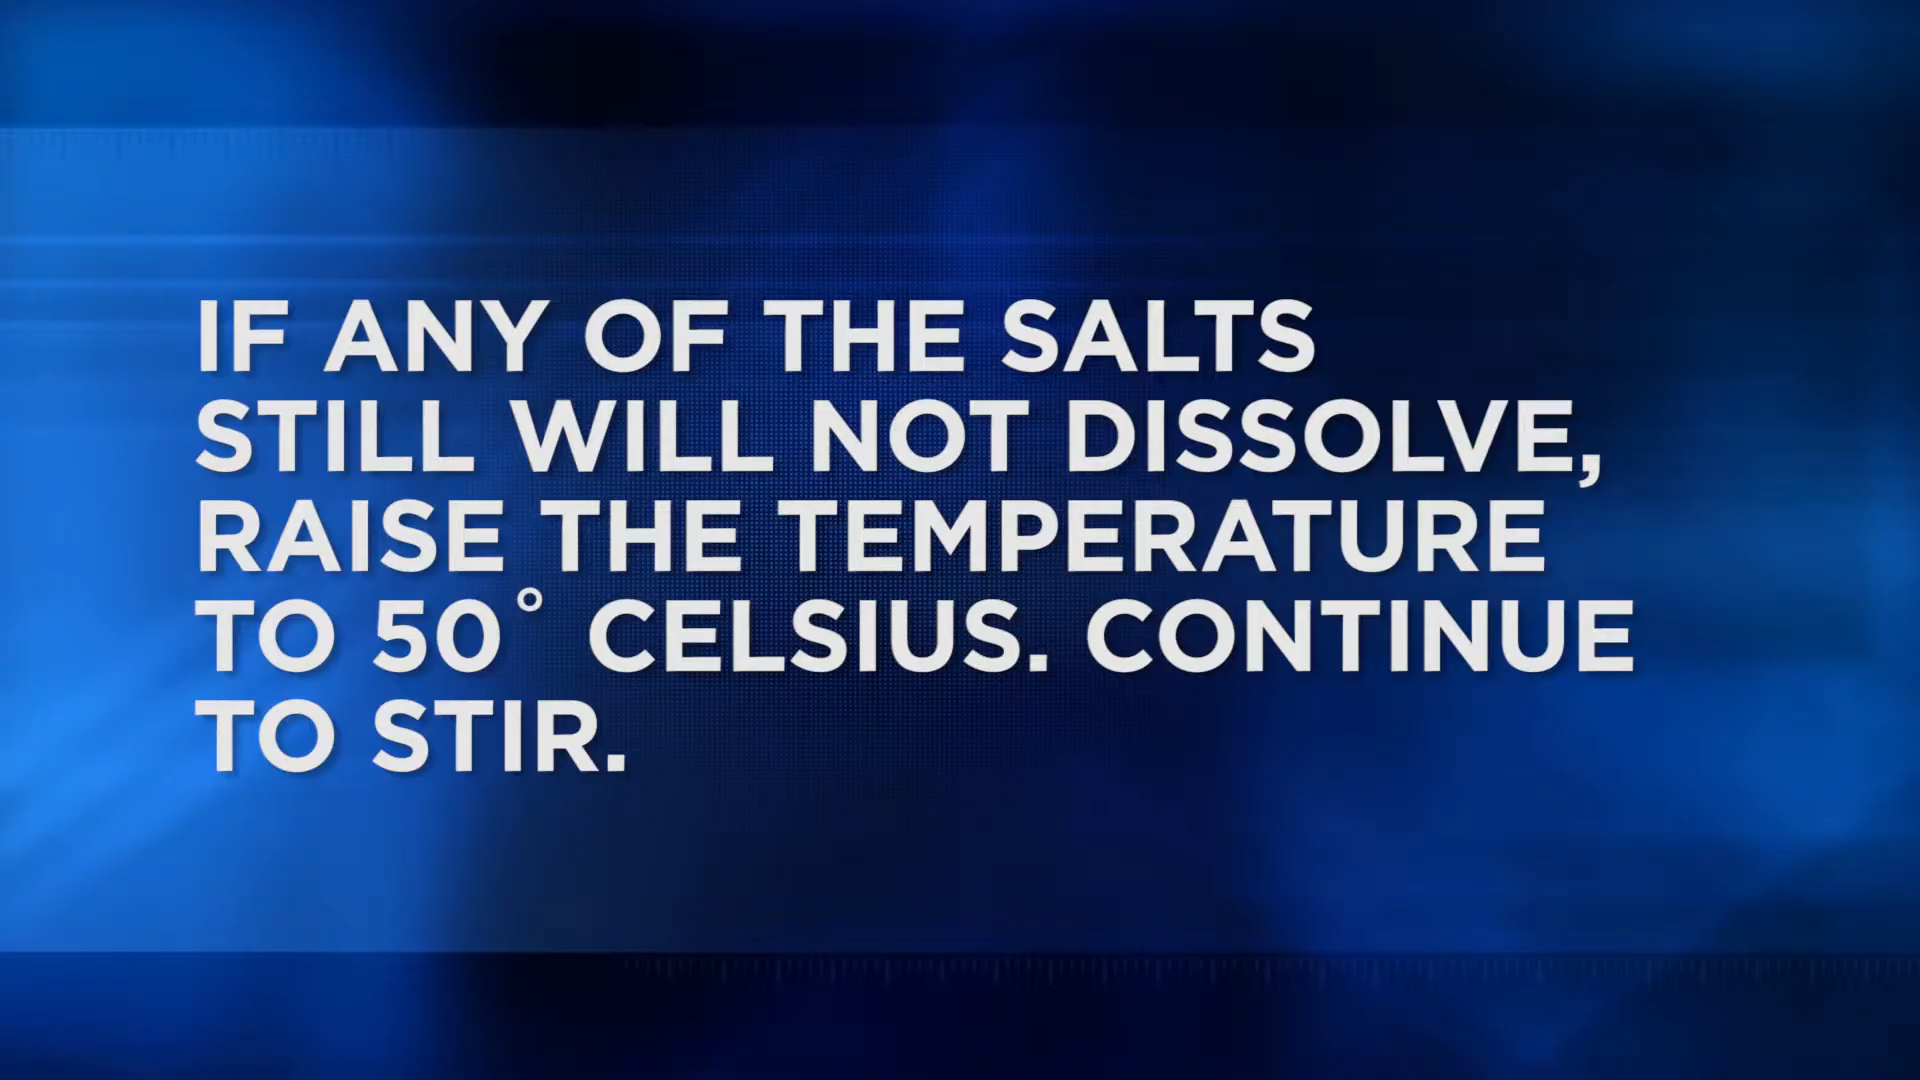 IF ANY OF THE SALTS
STILL WILL NOT DISSOLVE,
RAISE THE TEMPERATURE
TO 50° CELSIUS. CONTINUE
TO STIR.